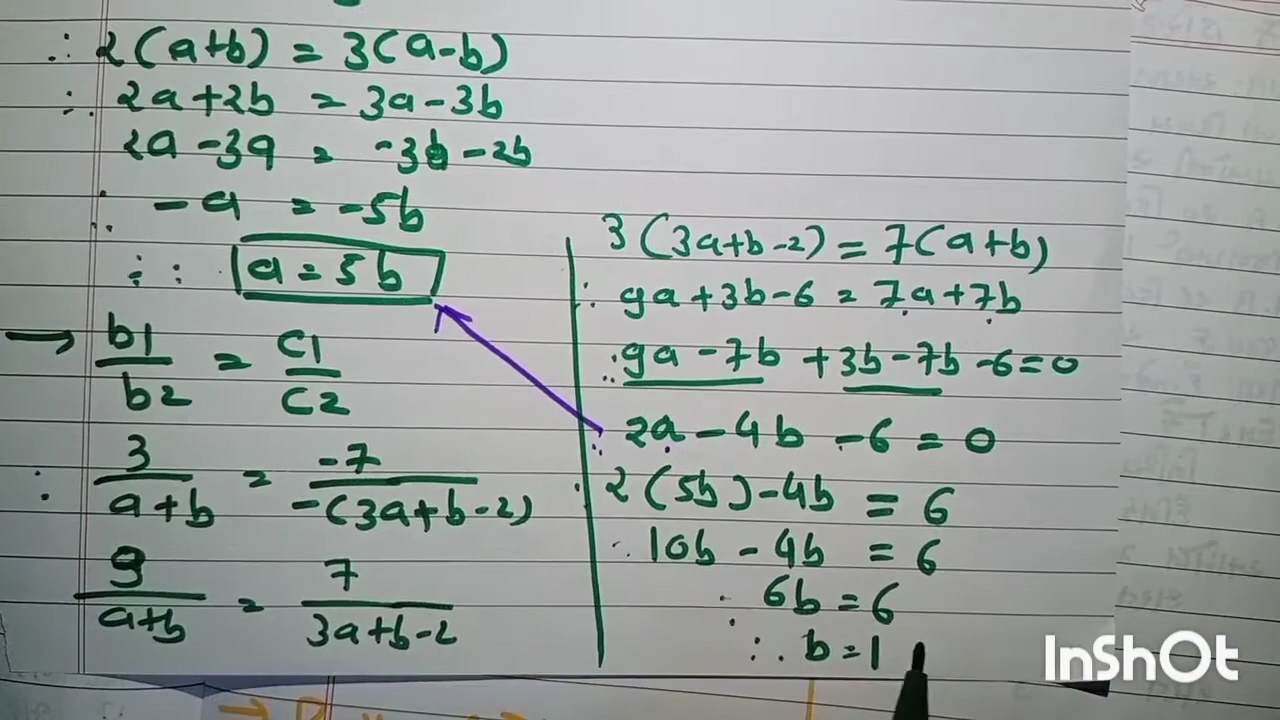 ∴ 2(a+b) = 3(a-b)
∴ 2a+2b = 3a-3b
2a-3a = -3b-2b
∴ -a = -5b
∴ a=5b
→ b1/b2 = c1/c2
∴ 3/a+b = -7/-(3a+b-2)
3/a+b = 7/3a+b-2
3(3a+b-2) = 7(a+b)
∴ 9a+3b-6 = 7a+7b
∴ 9a-7b+3b-7b-6=0
∴ 2a-4b-6=0
∴ 2(5b)-4b = 6
∴ 10b-4b = 6
∴ 6b=6
∴ b=1
InShOt